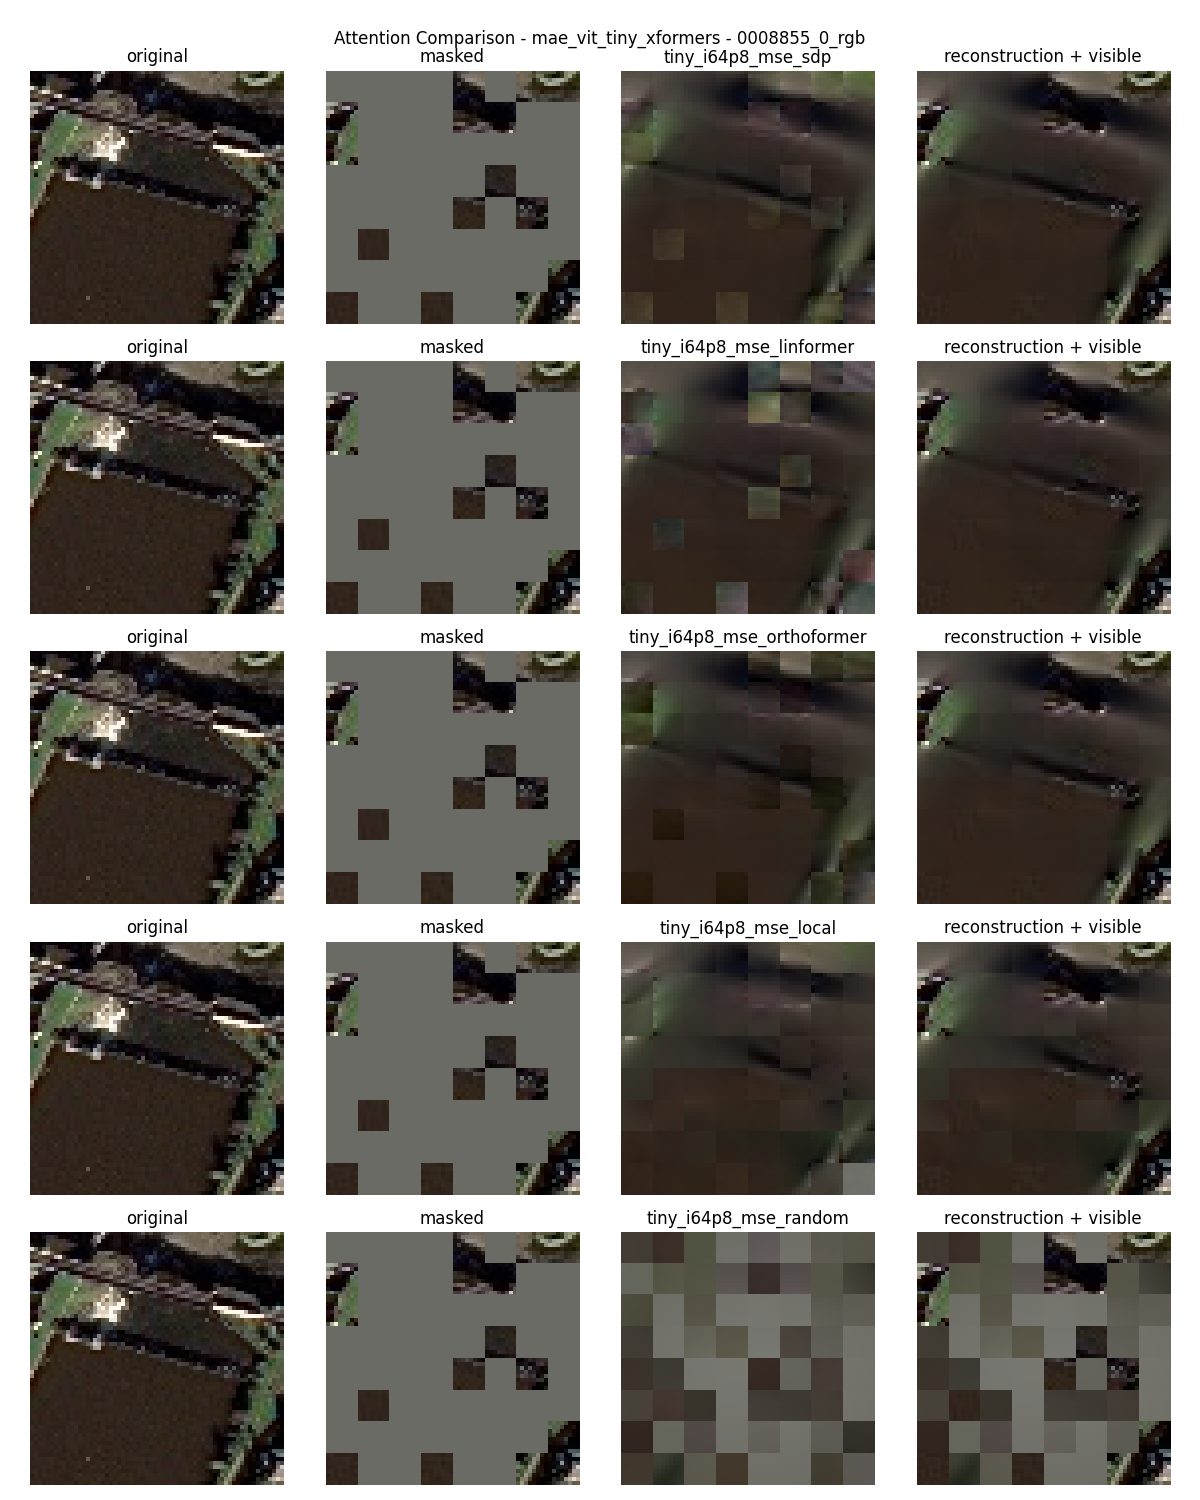 Attention Comparison - mae_vit_tiny_xformers - 0008855_0_rgb
original masked tiny_i64p8_mse_sdp reconstruction + visible
original masked tiny_i64p8_mse_linformer reconstruction + visible
original masked tiny_i64p8_mse_orthoformer reconstruction + visible
original masked tiny_i64p8_mse_local reconstruction + visible
original masked tiny_i64p8_mse_random reconstruction + visible